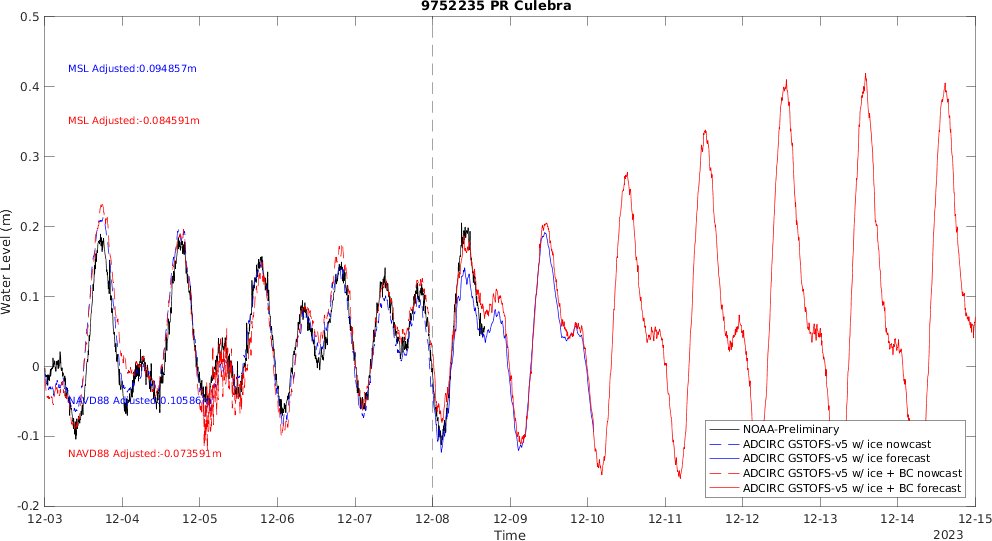 9752235 PR Culebra
0.5
0.4
0.3
0.2
0.1
0
-0.1
-0.2
Water Level (m)
MSL Adjusted:0.094857m
MSL Adjusted:-0.084591m
NAVD88 Adjusted:0.10586
NAVD88 Adjusted:-0.073591m
NOAA-Preliminary
ADCIRC GSTOFS-v5 w/ ice nowcast
ADCIRC GSTOFS-v5 w/ ice forecast
ADCIRC GSTOFS-v5 w/ ice + BC nowcast
ADCIRC GSTOFS-v5 w/ ice + BC forecast
12-03 12-04 12-05 12-06 12-07 12-08 12-09 12-10 12-11 12-12 12-13 12-14 12-15
Time
2023